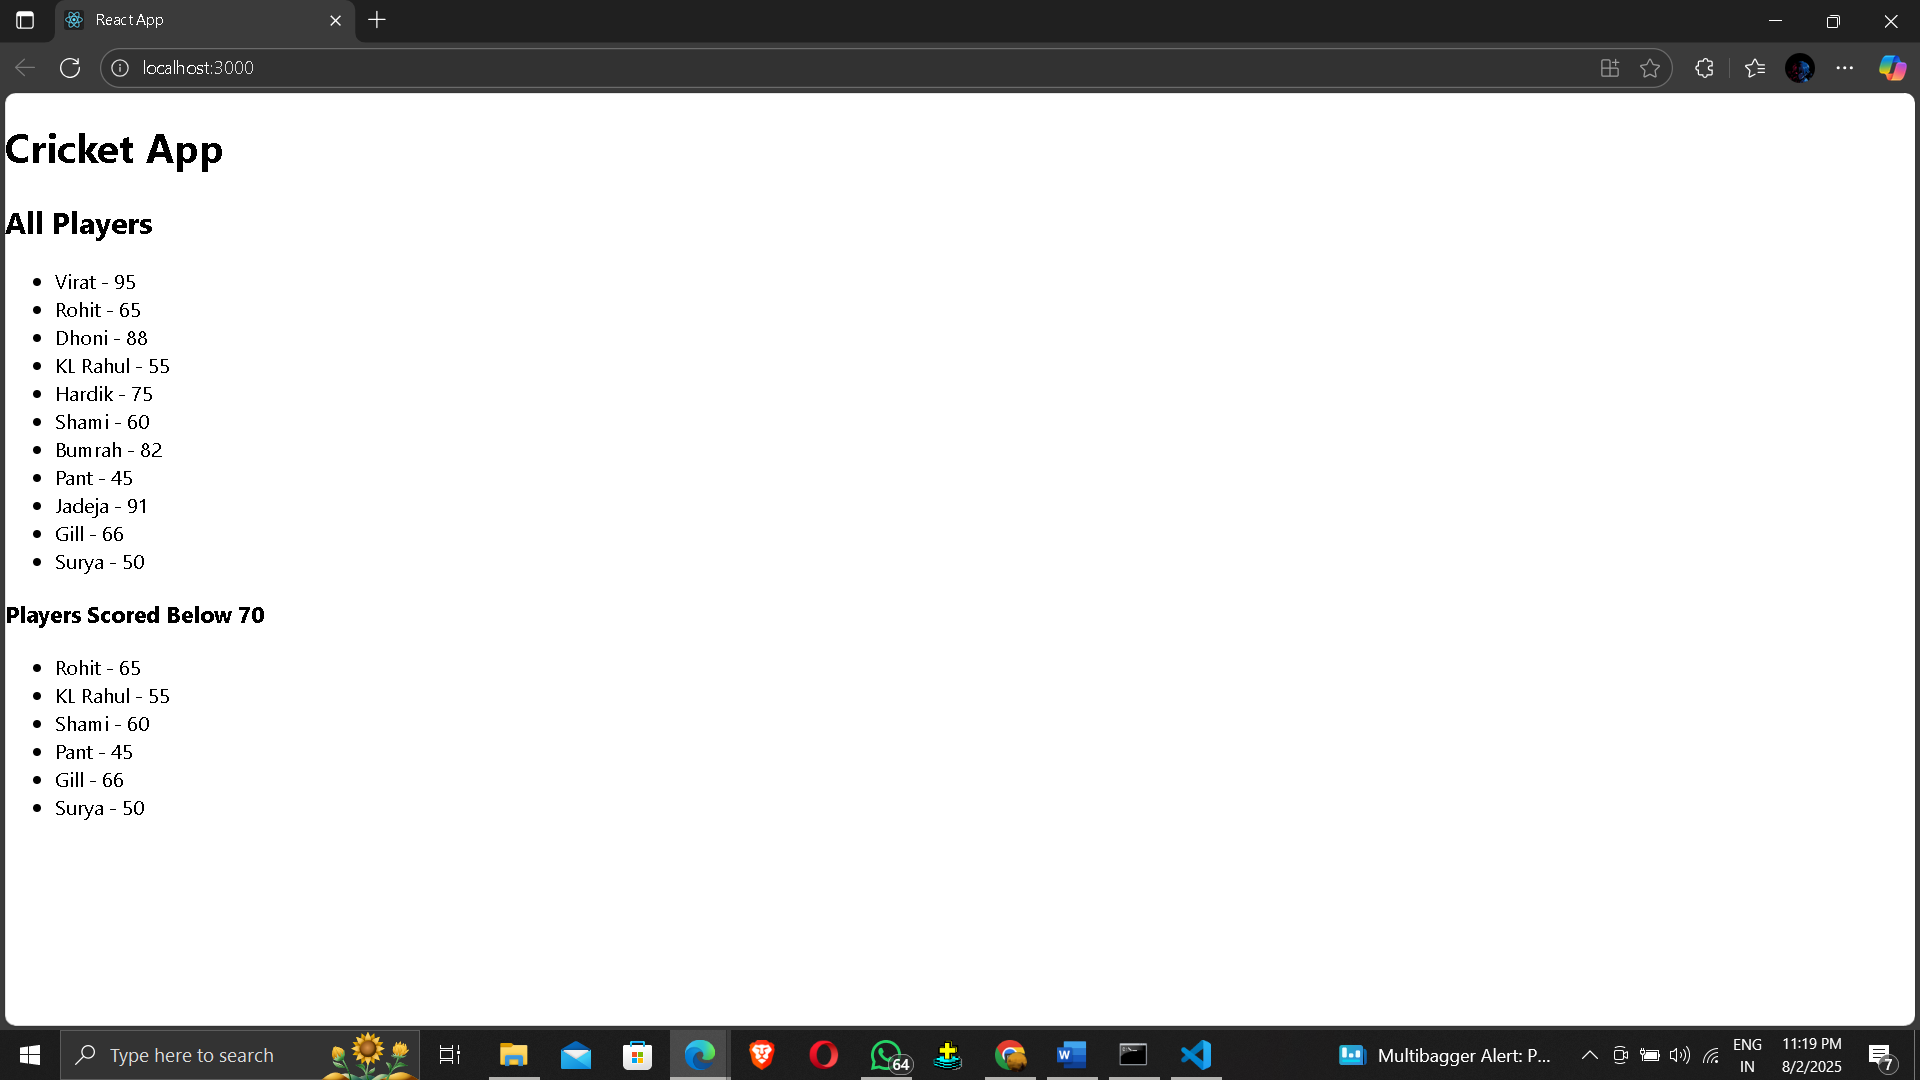 React App
localhost:3000
Cricket App
All Players
Virat - 95
Rohit - 65
Dhoni - 88
KL Rahul - 55
Hardik - 75
Shami - 60
Bumrah - 82
Pant - 45
Jadeja - 91
Gill - 66
Surya - 50
Players Scored Below 70
Rohit - 65
KL Rahul - 55
Shami - 60
Pant - 45
Gill - 66
Surya - 50
Type here to search
64
Multibagger Alert: P...
ENG
IN
11:19 PM
8/2/2025
7